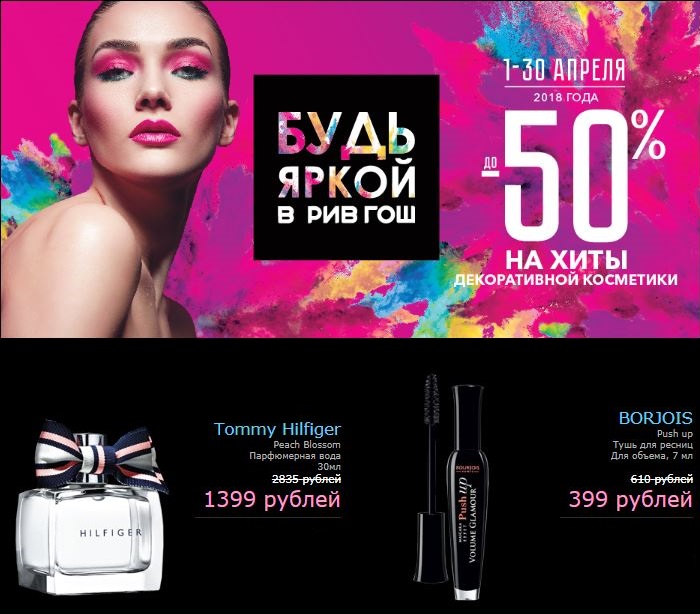 1-30 АПРЕЛЯ
2018 ГОДА
ДО -50%
НА ХИТЫ
ДЕКОРАТИВНОЙ КОСМЕТИКИ
БУДЬ
ЯРКОЙ
В РИВ ГОШ
Tommy Hilfiger
Peach Blossom
Парфюмерная вода
30мл
2835 рублей
1399 рублей
HILFIGER
BORJOIS
Push up
Тушь для ресниц
Для объема, 7 мл
610 рублей
399 рублей
BOURJOIS
Push up
VOLUME GLAMOUR